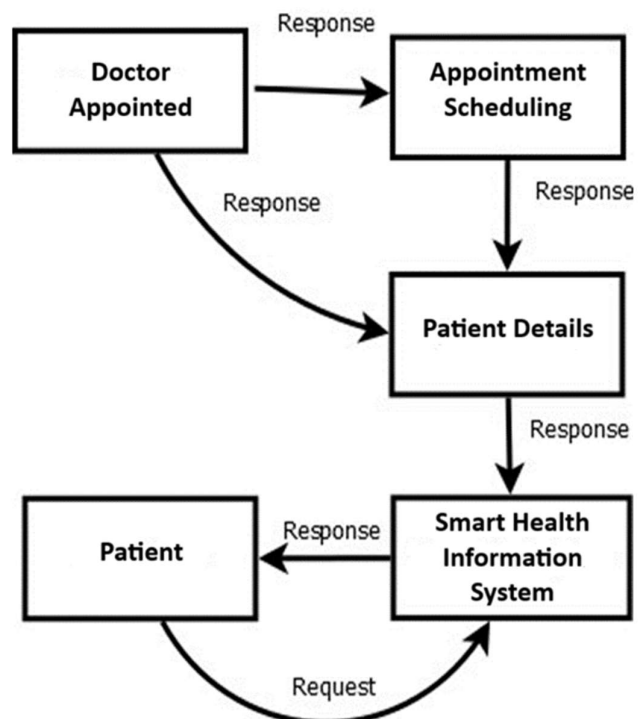 Response
Doctor
Appointed
Appointment
Scheduling
Response
Response
Patient Details
Response
Patient
Response
Smart Health
Information
System
Request